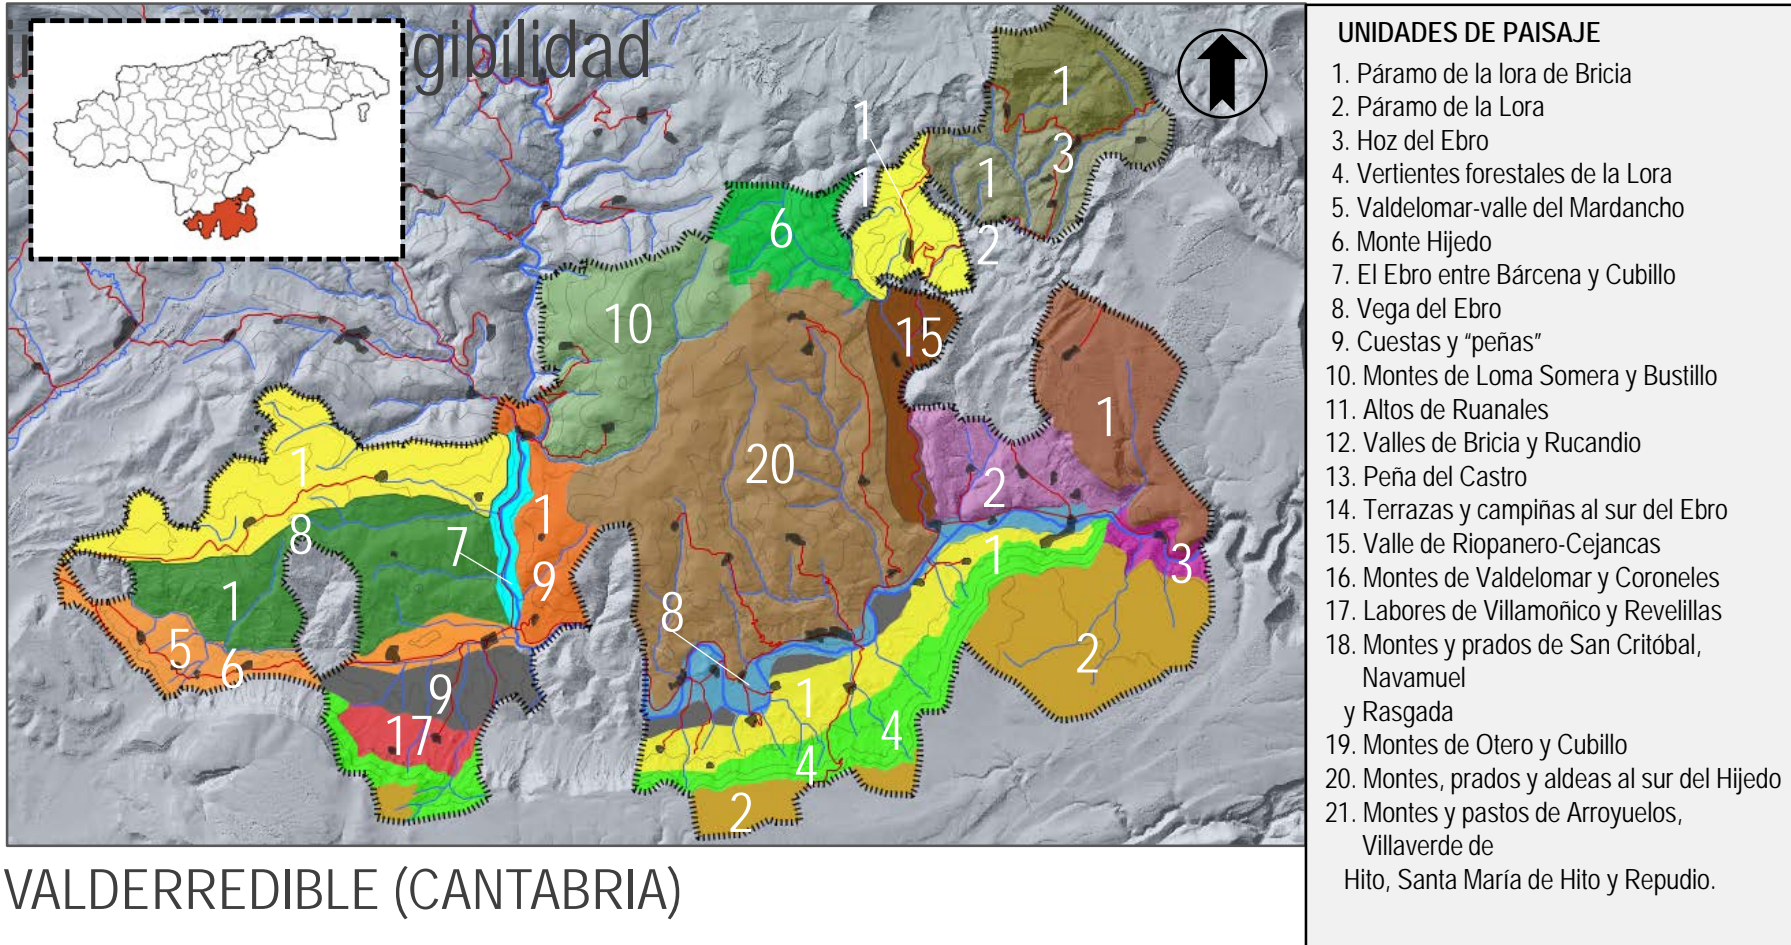 gibilidad
1
1
1
3
1
2
6
10
15
1
20
2
1
8
7
1
9
1
3
1
5
6
8
2
9
17
1
4
4
2
VALDERREDIBLE (CANTABRIA)
UNIDADES DE PAISAJE
1. Páramo de la lora de Bricia
2. Páramo de la Lora
3. Hoz del Ebro
4. Vertientes forestales de la Lora
5. Valdelomar-valle del Mardancho
6. Monte Hijedo
7. El Ebro entre Bárcena y Cubillo
8. Vega del Ebro
9. Cuestas y “peñas”
10. Montes de Loma Somera y Bustillo
11. Altos de Ruanales
12. Valles de Bricia y Rucandio
13. Peña del Castro
14. Terrazas y campiñas al sur del Ebro
15. Valle de Riopanero-Cejancas
16. Montes de Valdelomar y Coroneles
17. Labores de Villamoñico y Revelillas
18. Montes y prados de San Critóbal,
Navamuel
y Rasgada
19. Montes de Otero y Cubillo
20. Montes, prados y aldeas al sur del Hijedo
21. Montes y pastos de Arroyuelos,
Villaverde de
Hito, Santa María de Hito y Repudio.